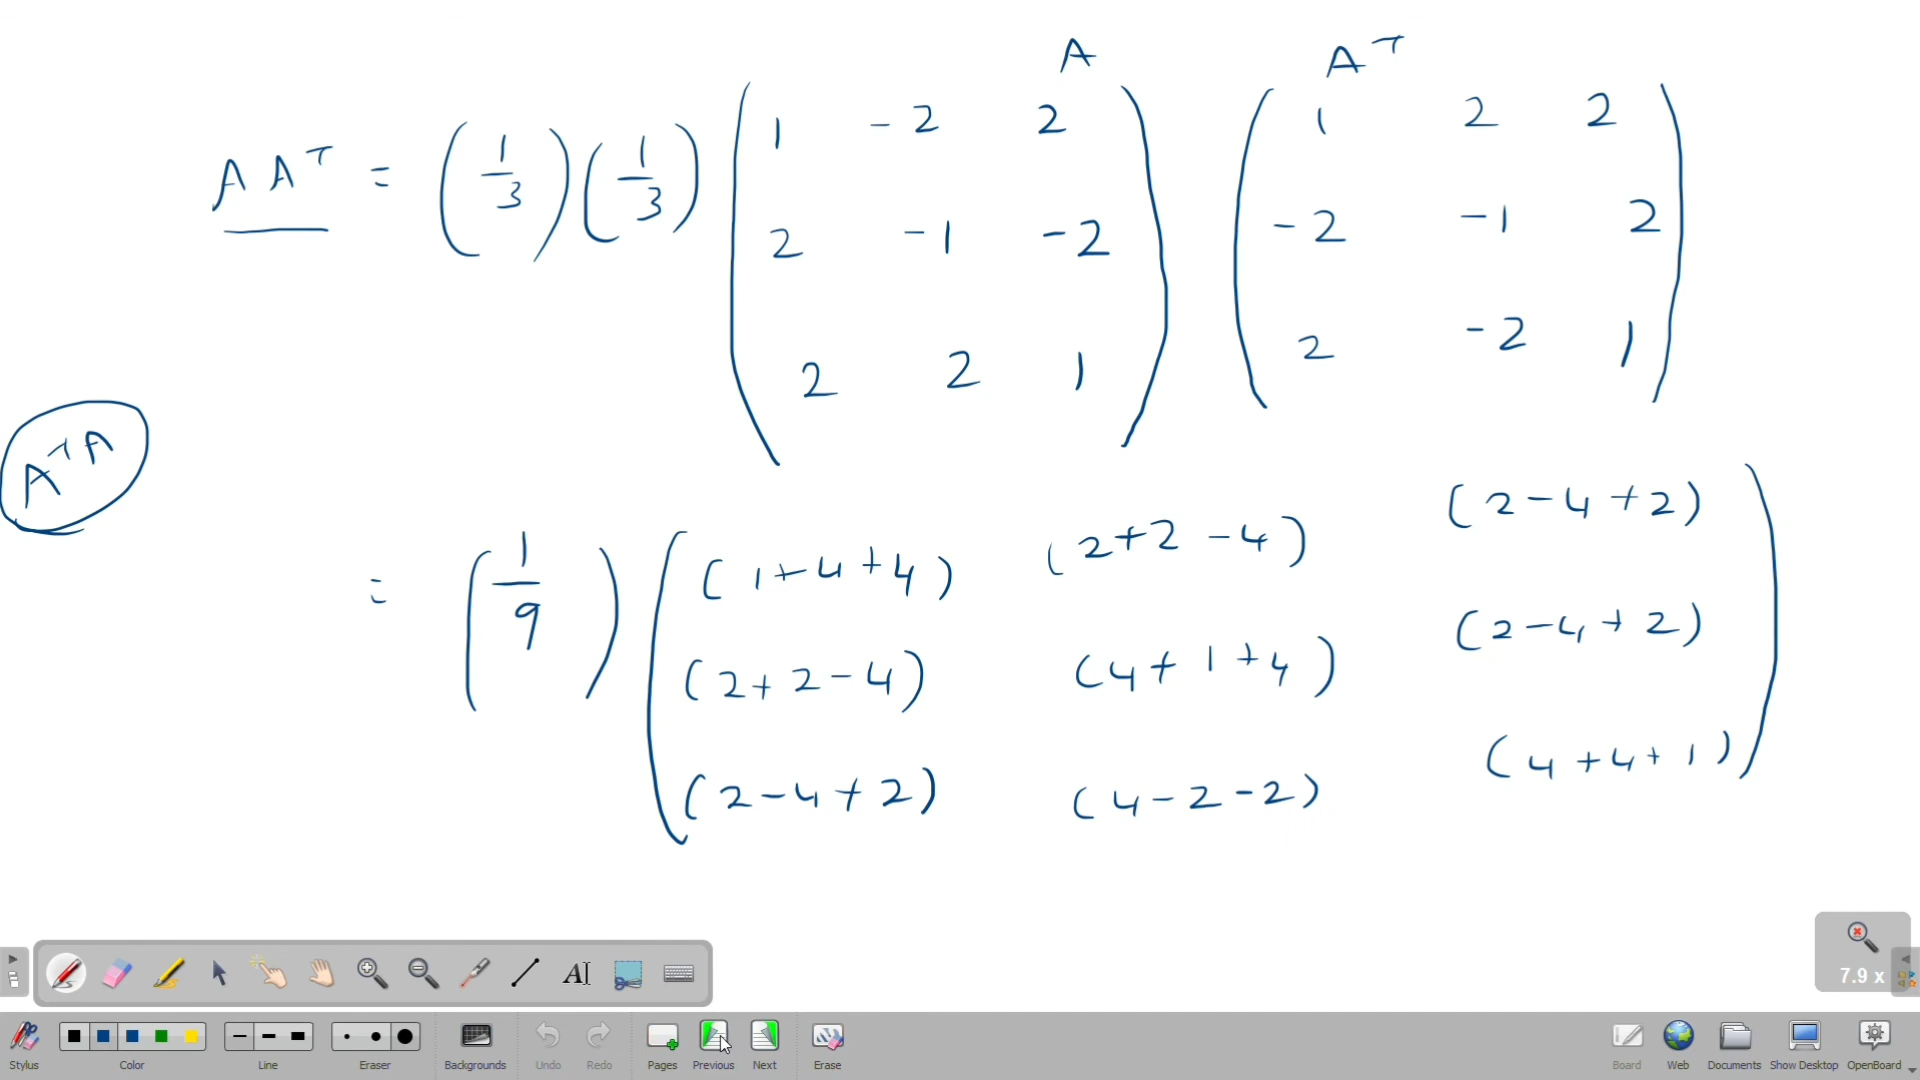 A A^T
A A^T = (1/3) (1/3) ( 1 -2 2 ) ( 1 2 2 )
2 -1 -2 -2 -1 2
2 2 1 2 -2 1
A^T A
= (1/9) ( (1+4+4) (2+2-4) (2-4+2)
(2+2-4) (4+1+4) (2-4+2)
(2-4+2) (4-2-2) (4+4+1) )
7.9 x
Stylus Color Line Eraser Backgrounds Undo Redo Pages Previous Next Erase Board Web Documents Show Desktop OpenBoard